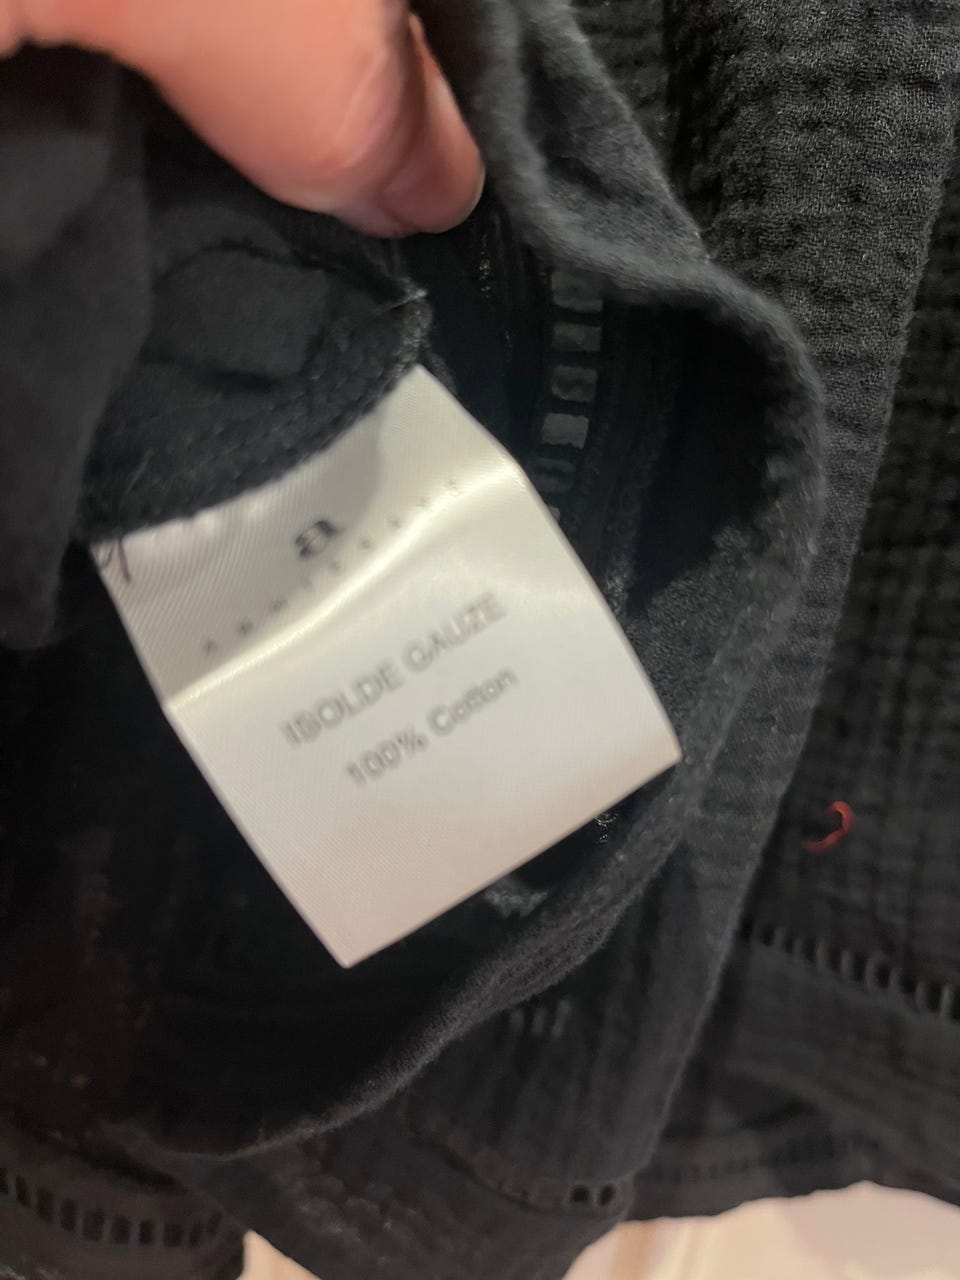 a
ISOLDE GAUZE
100% Cotton